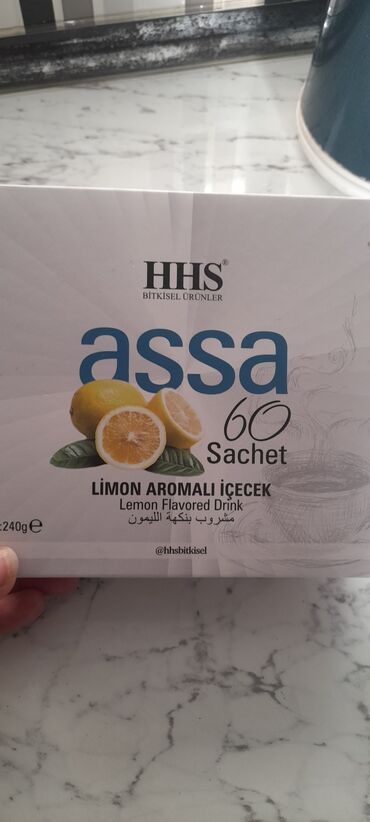 HHS®
BİTKİSEL ÜRÜNLER
assa
60
Sachet
LİMON AROMALI İÇECEK
Lemon Flavored Drink
مشروب بنكهة الليمون
:240g℮
@hhsbitkisel